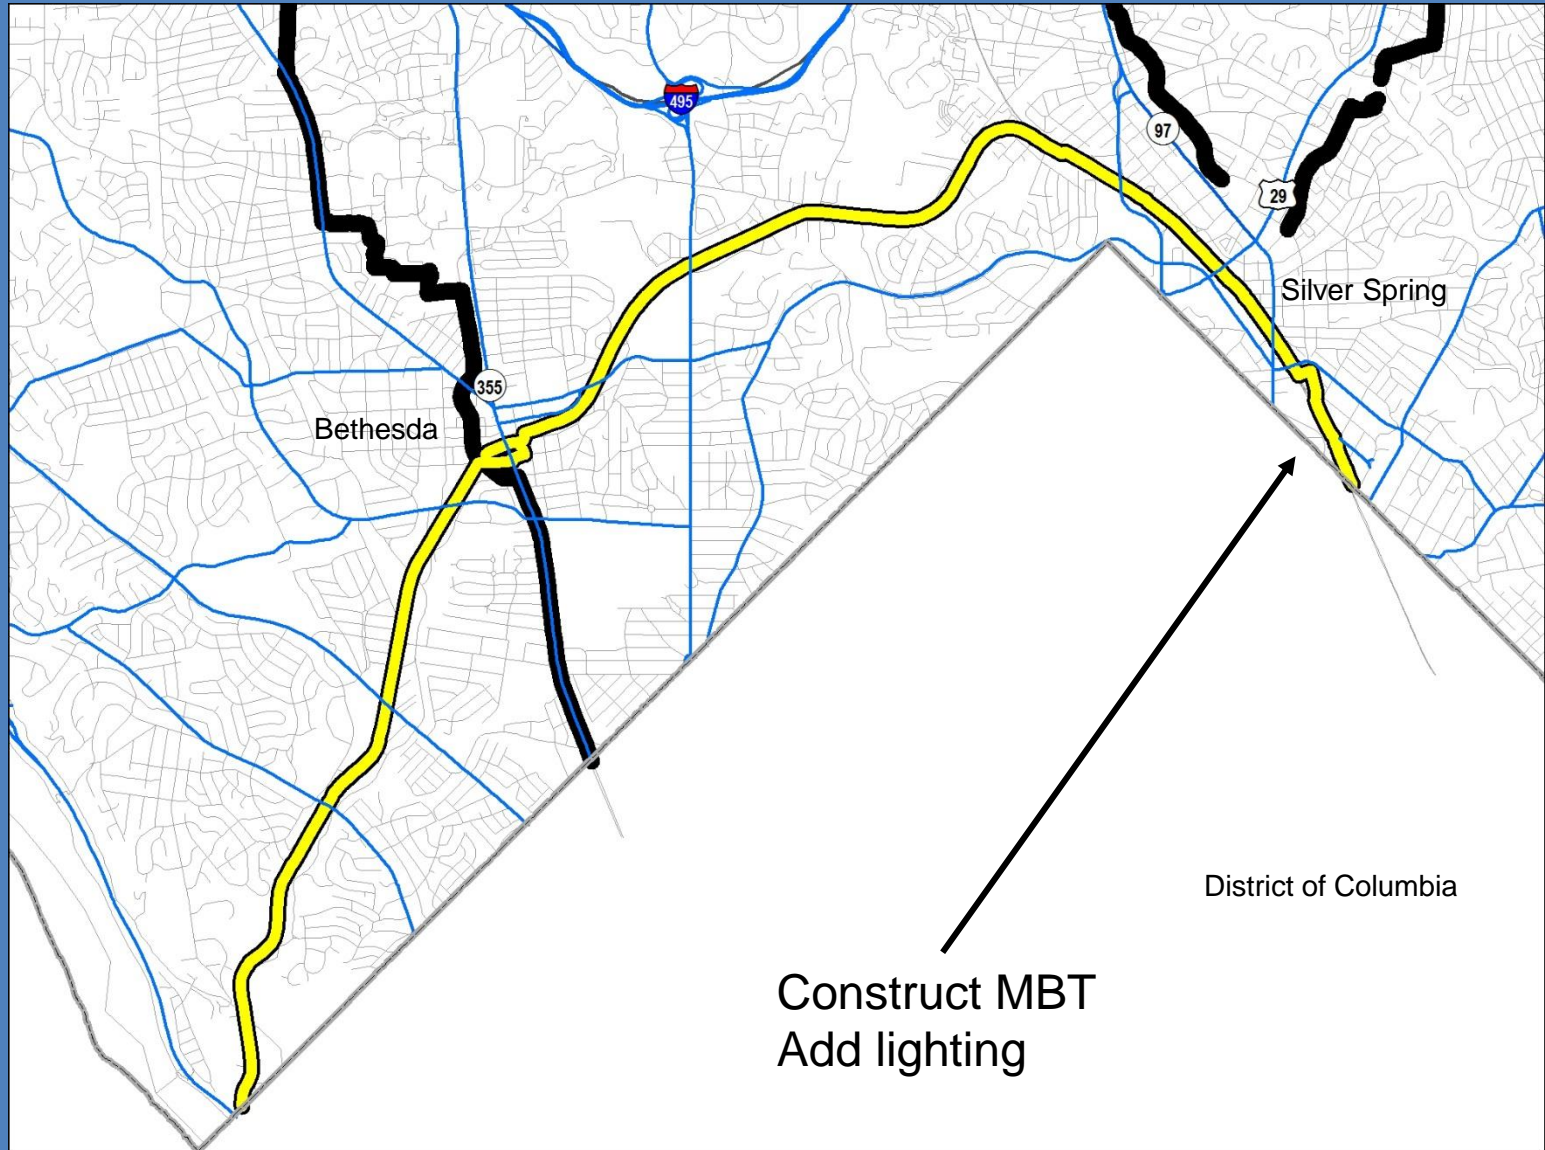 495
97
29
Silver Spring
355
Bethesda
District of Columbia
Construct MBT
Add lighting